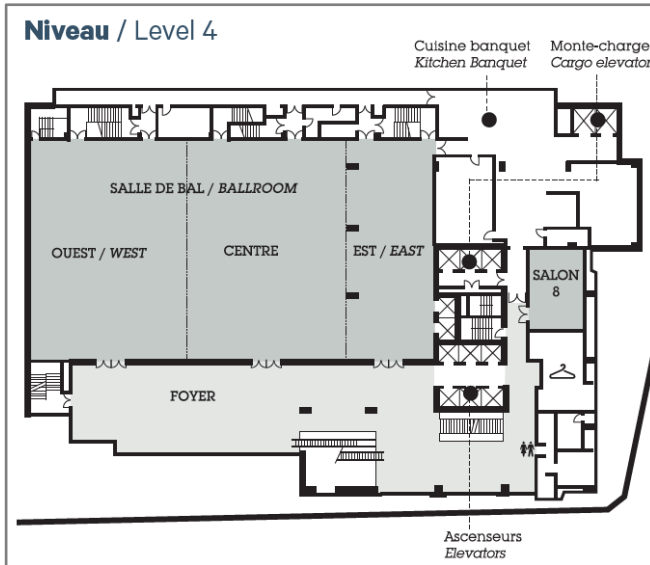 Niveau / Level 4
Cuisine banquet
Kitchen Banquet
Monte-charge
Cargo elevator
SALLE DE BAL / BALLROOM
OUEST / WEST
CENTRE
EST / EAST
SALON
8
FOYER
Ascenseurs
Elevators